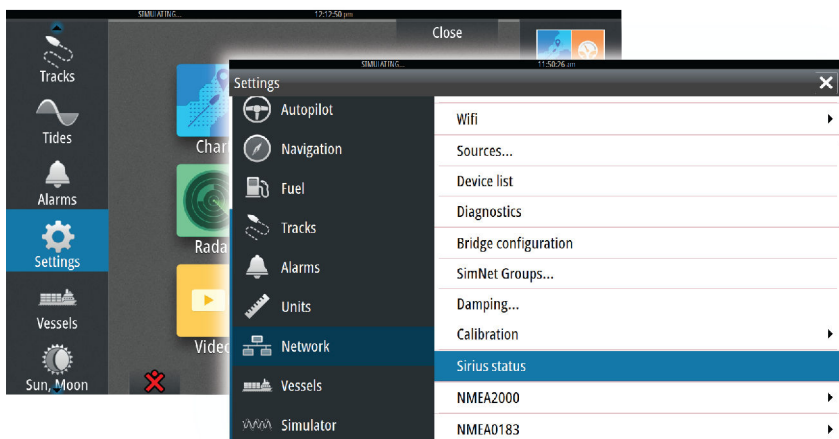 SIMULATING...
12:12:50 pm
Close
Tracks
Tides
Alarms
Settings
Vessels
Sun, Moon
Char
Rada
Videc
SIMULATING...
11:50:26 am
Settings
Autopilot
Navigation
Fuel
Tracks
Alarms
Units
Network
Vessels
Simulator
Wifi
Sources...
Device list
Diagnostics
Bridge configuration
SimNet Groups...
Damping...
Calibration
Sirius status
NMEA2000
NMEA0183